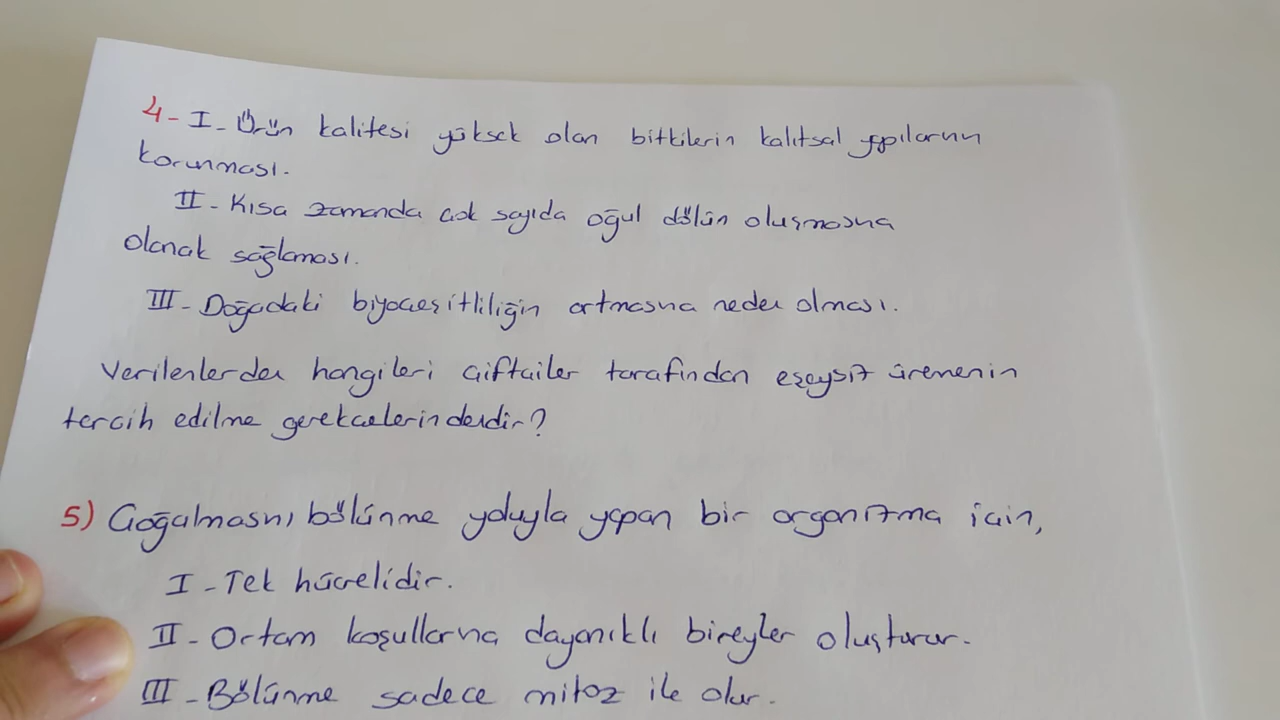 4- I- Ürün kalitesi yüksek olan bitkilerin kalıtsal yapılarının
korunması.
II- Kısa zamanda çok sayıda oğul dölün oluşmasına
olanak sağlaması.
III- Doğadaki biyoçeşitliliğin artmasına neden olması.
Verilenlerden hangileri çiftçiler tarafından eşeysiz üremenin
tercih edilme gerekçelerindendir?
5) Çoğalmasını bölünme yoluyla yapan bir organizma için,
I- Tek hücrelidir.
II- Ortam koşullarına dayanıklı bireyler oluşturur.
III- Bölünme sadece mitoz ile olur.